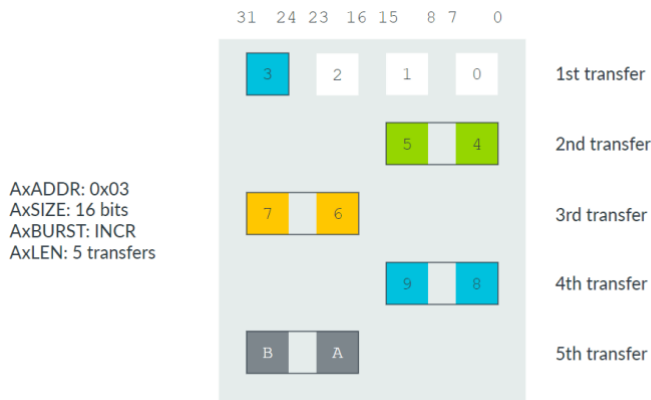 31 24 23 16 15 8 7 0
3 2 1 0 1st transfer
5 4 2nd transfer
AxADDR: 0x03
AxSIZE: 16 bits
AxBURST: INCR
AxLEN: 5 transfers
7 6 3rd transfer
9 8 4th transfer
B A 5th transfer